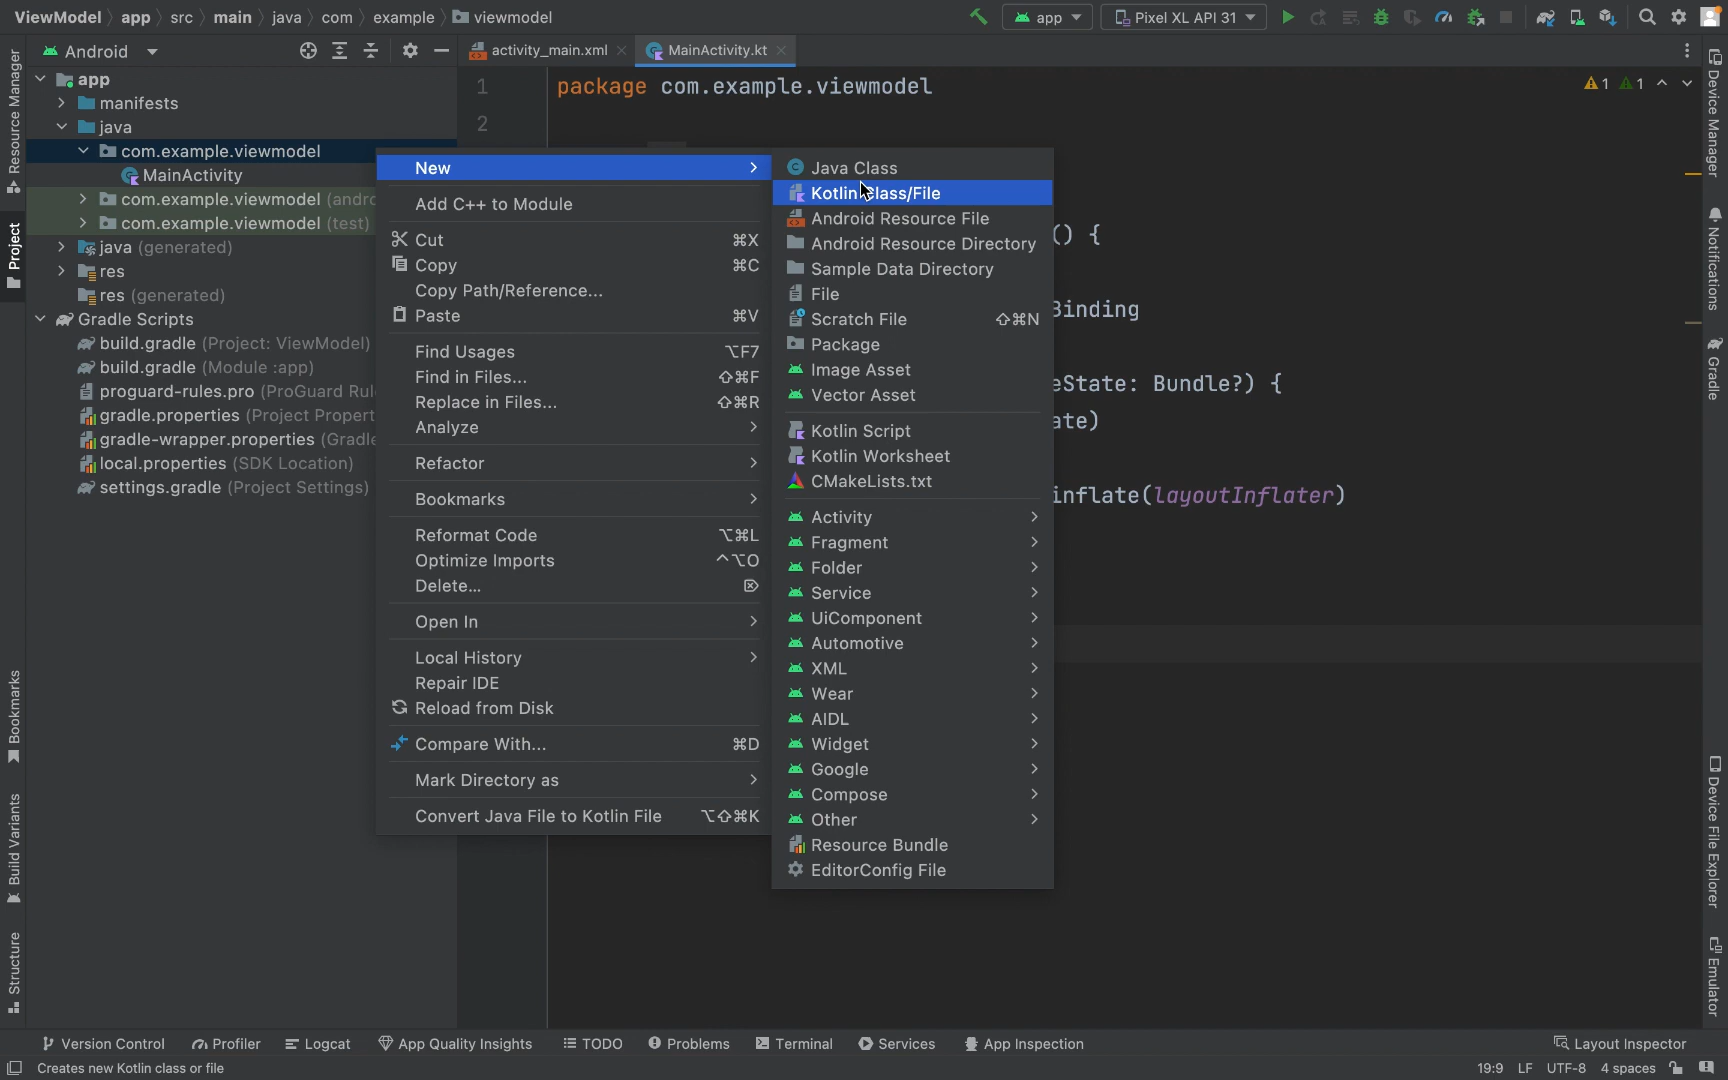 ViewModel app src main java com example viewmodel
app Pixel XL API 31
Android
activity_main.xml MainActivity.kt
app
manifests
java
com.example.viewmodel
MainActivity
com.example.viewmodel (andro
com.example.viewmodel (test)
java (generated)
res
res (generated)
Gradle Scripts
build.gradle (Project: ViewModel)
build.gradle (Module :app)
proguard-rules.pro (ProGuard Rul
gradle.properties (Project Propert
gradle-wrapper.properties (Gradle
local.properties (SDK Location)
settings.gradle (Project Settings)
1 package com.example.viewmodel
2
1 1
() {
Binding
eState: Bundle?) {
ate)
inflate(layoutInflater)
New
Add C++ to Module
Cut ⌘X
Copy ⌘C
Copy Path/Reference...
Paste ⌘V
Find Usages ⌥F7
Find in Files... ⇧⌘F
Replace in Files... ⇧⌘R
Analyze
Refactor
Bookmarks
Reformat Code ⌥⌘L
Optimize Imports ^⌥O
Delete... ⌦
Open In
Local History
Repair IDE
Reload from Disk
Compare With... ⌘D
Mark Directory as
Convert Java File to Kotlin File ⌥⇧⌘K
Java Class
Kotlin Class/File
Android Resource File
Android Resource Directory
Sample Data Directory
File
Scratch File ⇧⌘N
Package
Image Asset
Vector Asset
Kotlin Script
Kotlin Worksheet
CMakeLists.txt
Activity
Fragment
Folder
Service
UiComponent
Automotive
XML
Wear
AIDL
Widget
Google
Compose
Other
Resource Bundle
EditorConfig File
Resource Manager
Project
Bookmarks
Build Variants
Structure
Device Manager
Notifications
Gradle
Device File Explorer
Emulator
Version Control Profiler Logcat App Quality Insights TODO Problems Terminal Services App Inspection Layout Inspector
Creates new Kotlin class or file 19:9 LF UTF-8 4 spaces